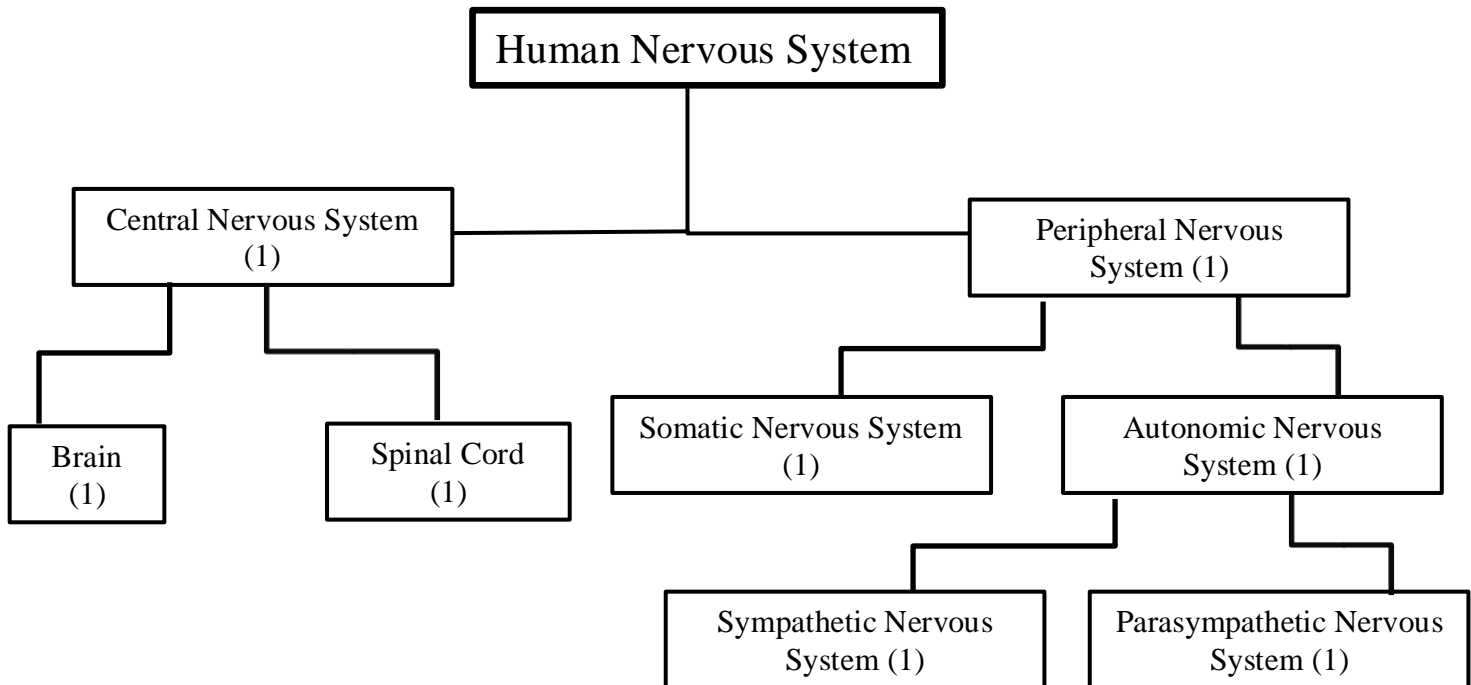 Human Nervous System
Central Nervous System
(1)
Peripheral Nervous
System (1)
Brain
(1)
Spinal Cord
(1)
Somatic Nervous System
(1)
Autonomic Nervous
System (1)
Sympathetic Nervous
System (1)
Parasympathetic Nervous
System (1)